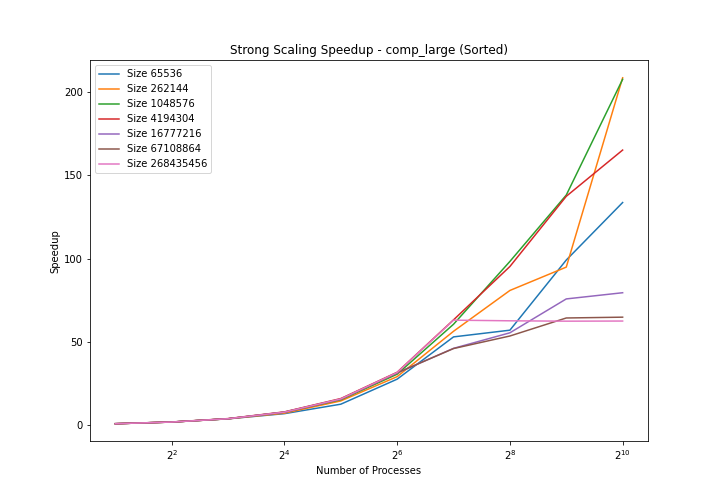 Strong Scaling Speedup - comp_large (Sorted)
Size 65536
Size 262144
Size 1048576
Size 4194304
Size 16777216
Size 67108864
Size 268435456
200
150
100
50
0
Speedup
2² 2⁴ 2⁶ 2⁸ 2¹⁰
Number of Processes